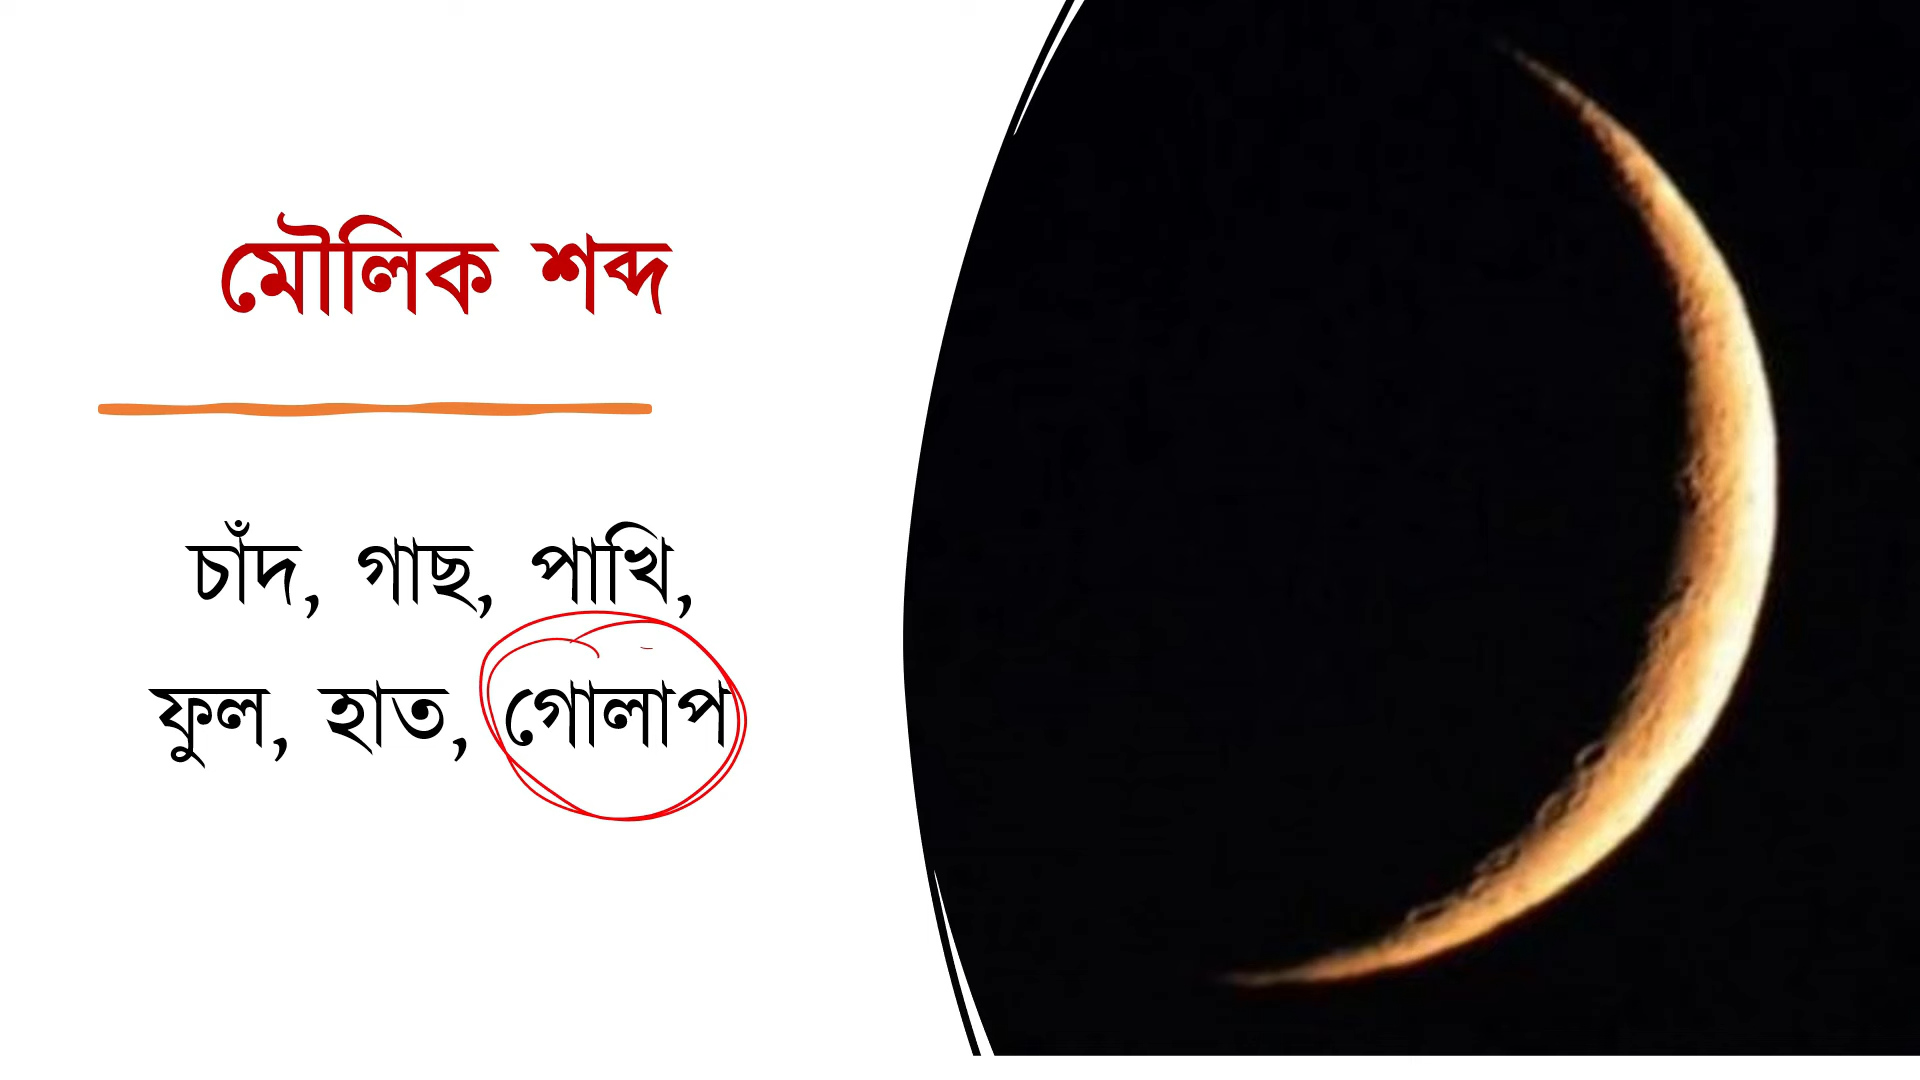 মৌলিক শব্দ
চাঁদ, গাছ, পাখি,
ফুল, হাত, গোলাপ